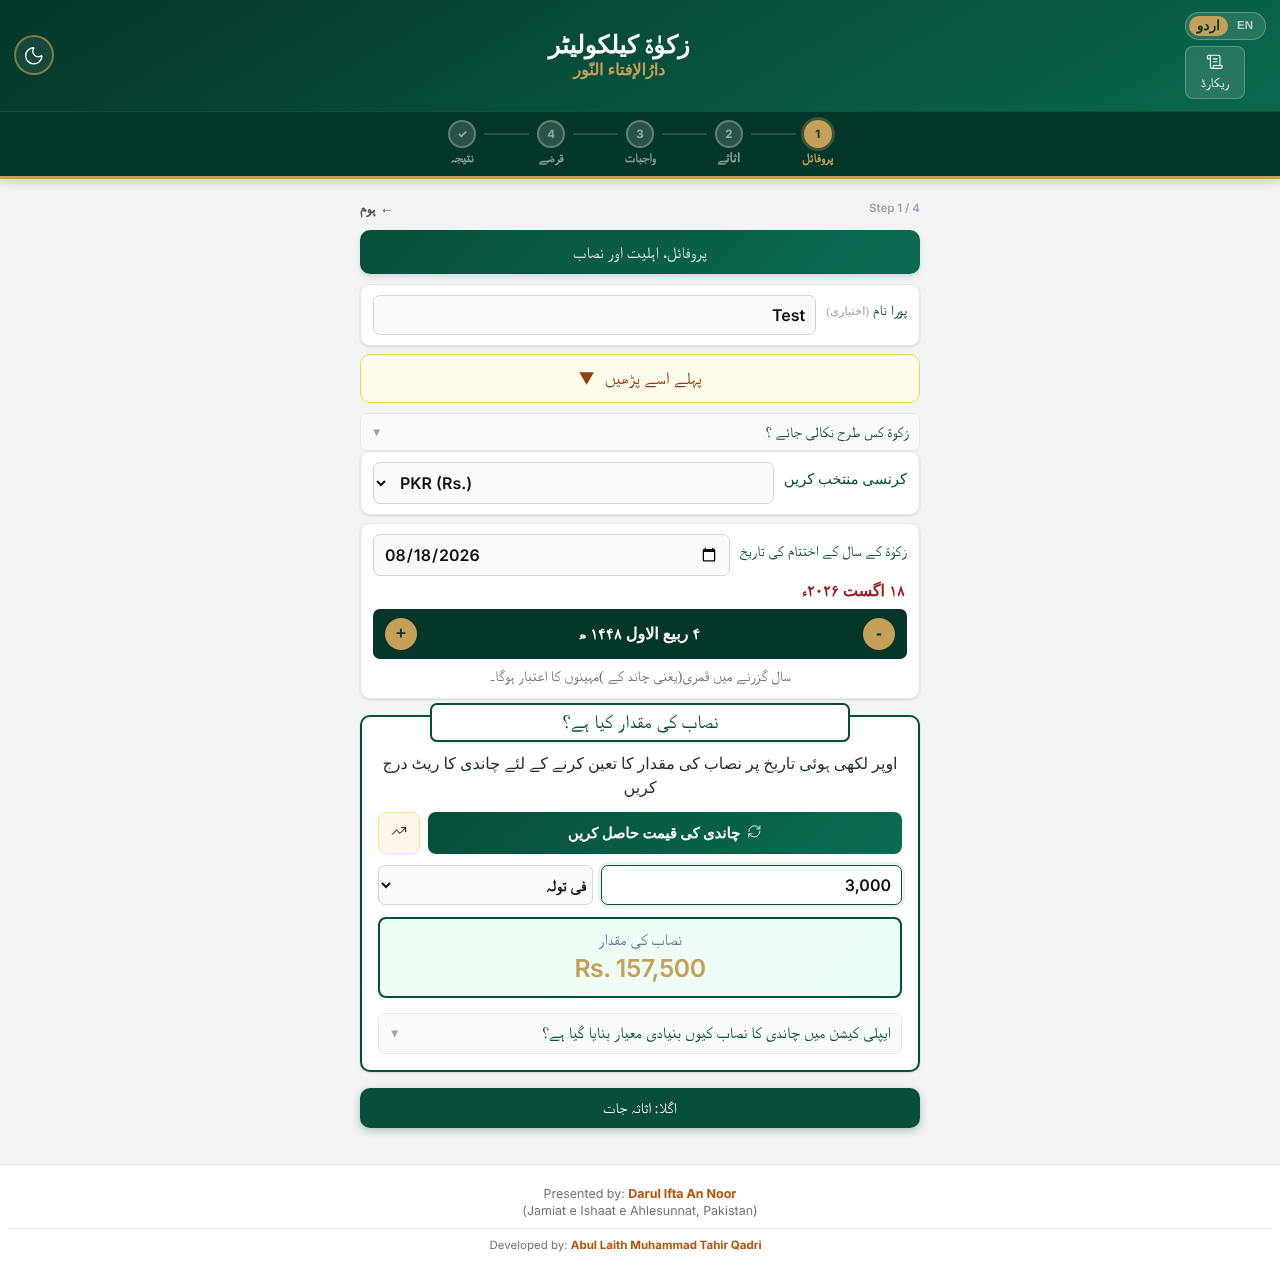 اردو EN
ریکارڈ
زکوٰۃ کیلکولیٹر
دارُالإفتاء النّور
1 2 3 4 ✓
پروفائل اثاثے واجبات قرضے نتیجہ
Step 1 / 4
← ہوم
پروفائل، اہلیت اور نصاب
پورا نام (اختیاری)
Test
پہلے اسے پڑھیں ▼
زکوۃ کس طرح نکالی جائے ؟ ▼
کرنسی منتخب کریں
PKR (Rs.)
زکوٰۃ کے سال کے اختتام کی تاریخ
08/18/2026
۱۸ اگست ۲۰۲۶ء
-
۴ ربیع الاول ۱۴۴۸ ھ
+
سال گزرنے میں قمری(یعنی چاند کے )مہینوں کا اعتبار ہوگا۔
نصاب کی مقدار کیا ہے؟
اوپر لکھی ہوئی تاریخ پر نصاب کی مقدار کا تعین کرنے کے لئے چاندی کا ریٹ درج
کریں
چاندی کی قیمت حاصل کریں
3,000
فی تولہ
نصاب کی مقدار
Rs. 157,500
ایپلی کیشن میں چاندی کا نصاب کیوں بنیادی معیار بنایا گیا ہے؟ ▼
اگلا: اثاثہ جات
Presented by: Darul Ifta An Noor
(Jamiat e Ishaat e Ahlesunnat, Pakistan)
Developed by: Abul Laith Muhammad Tahir Qadri